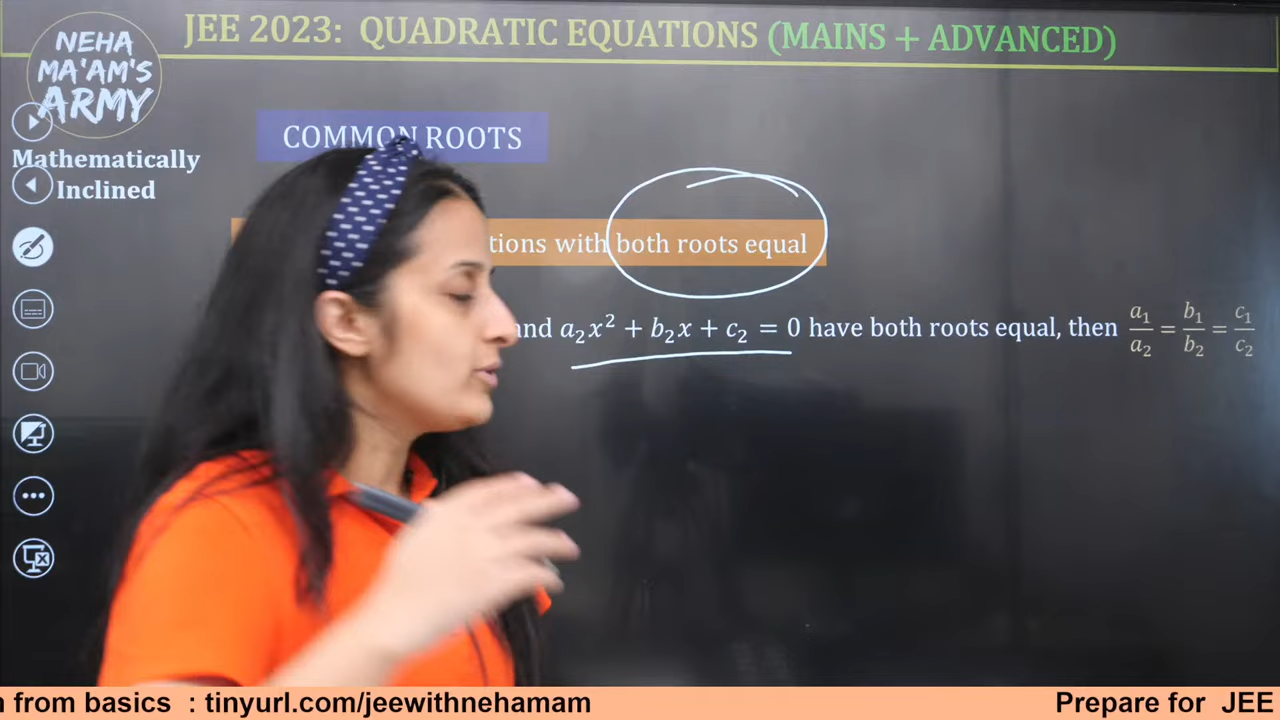 NEHA
MA'AM'S
ARMY
Mathematically
Inclined
JEE 2023: QUADRATIC EQUATIONS (MAINS + ADVANCED)
COMMON ROOTS
with both roots equal
a₂x² + b₂x + c₂ = 0 have both roots equal, then a₁/a₂ = b₁/b₂ = c₁/c₂
from basics : tinyurl.com/jeewithnehamam
Prepare for JEE